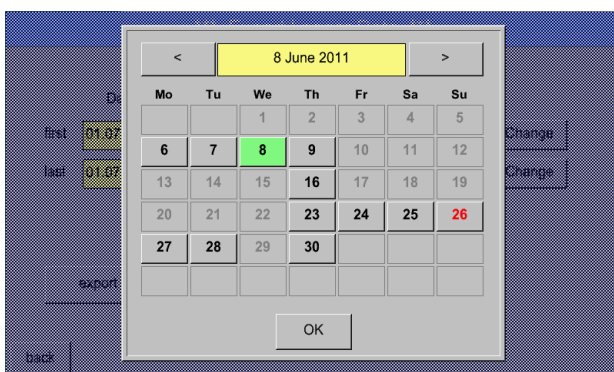 < 8 June 2011 >
Mo Tu We Th Fr Sa Su
1 2 3 4 5
first 01.07 6 7 8 9 10 11 12 Change
last 01.07 13 14 15 16 17 18 19 Change
20 21 22 23 24 25 26
27 28 29 30
export
OK
back